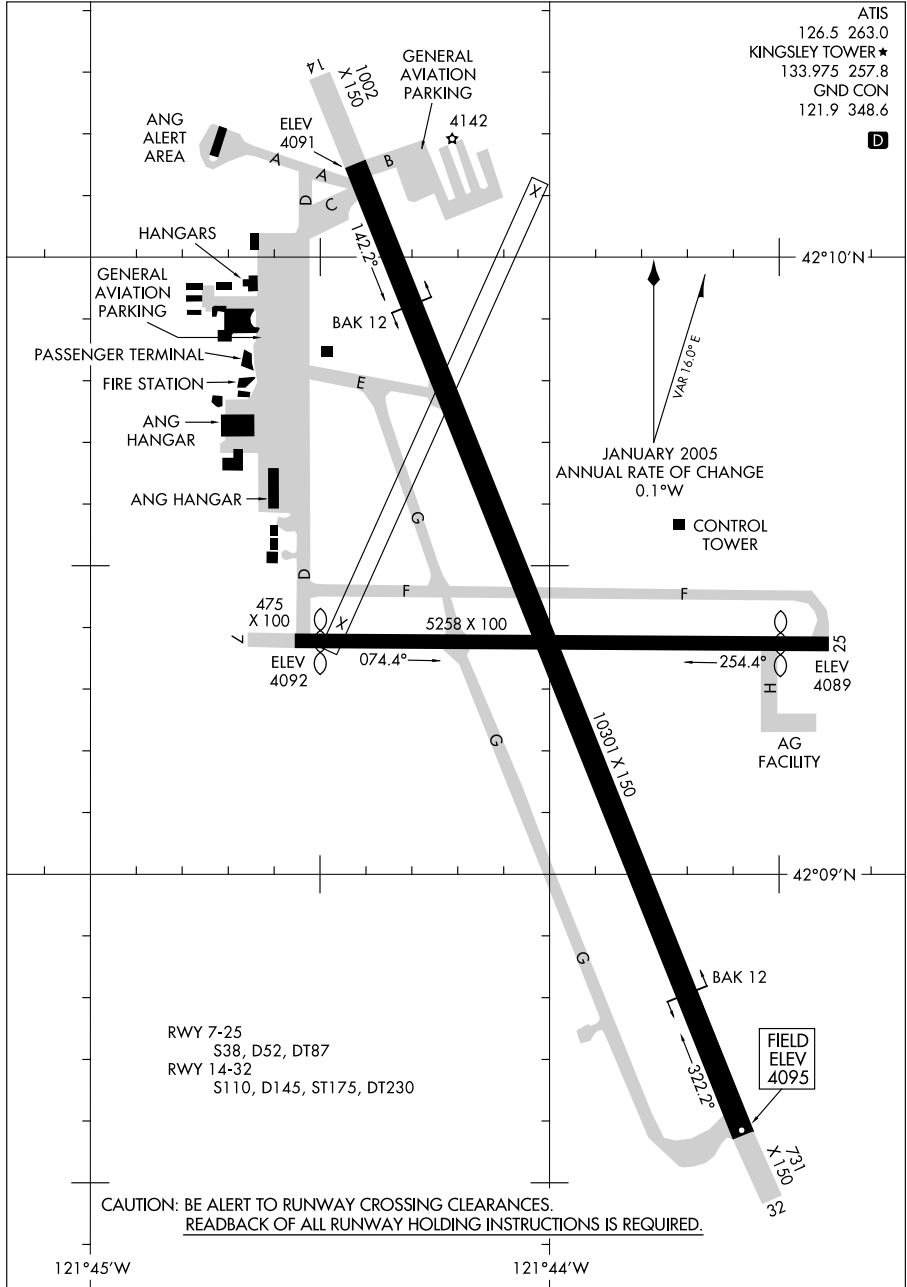 ATIS
126.5 263.0
KINGSLEY TOWER★
133.975 257.8
GND CON
121.9 348.6
D
14
1002
X 150
GENERAL
AVIATION
PARKING
4142
ANG
ALERT
AREA
ELEV
4091
A
A
B
C
D
X
142.2°
HANGARS
42°10'N
GENERAL
AVIATION
PARKING
BAK 12
PASSENGER TERMINAL
FIRE STATION
E
VAR 16.0° E
ANG
HANGAR
JANUARY 2005
ANNUAL RATE OF CHANGE
0.1°W
ANG HANGAR
G
CONTROL
TOWER
D
F
F
475
X 100
7
X
5258 X 100
25
ELEV
4092
074.4°
254.4°
ELEV
4089
H
G
10301 X 150
AG
FACILITY
42°09'N
G
BAK 12
RWY 7-25
S38, D52, DT87
RWY 14-32
S110, D145, ST175, DT230
322.2°
FIELD
ELEV
4095
731
X 150
32
CAUTION: BE ALERT TO RUNWAY CROSSING CLEARANCES.
READBACK OF ALL RUNWAY HOLDING INSTRUCTIONS IS REQUIRED.
121°45'W
121°44'W